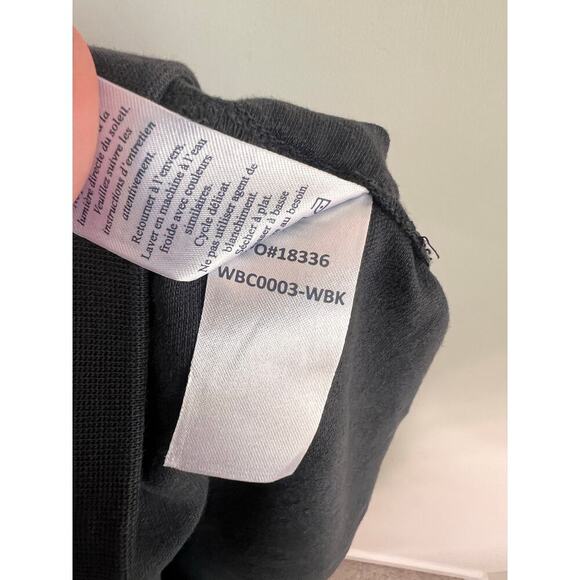 la
lumière directe du soleil.
Veuillez suivre les
instructions d'entretien
attentivement
Retourner à l'envers.
Laver en machine à l'eau
froide avec couleurs
similaires.
Cycle délicat.
Ne pas utiliser agent de
blanchiment.
Sécher à plat.
à basse
au besoin.
O#18336
WBC0003-WBK